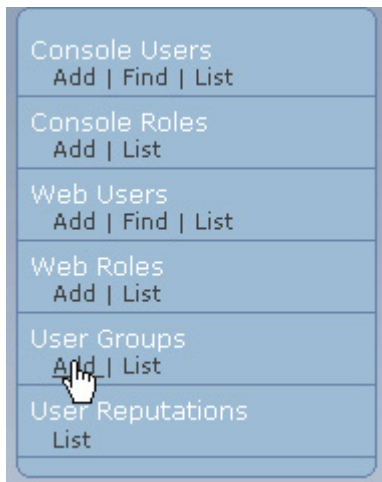 Console Users
Add | Find | List
Console Roles
Add | List
Web Users
Add | Find | List
Web Roles
Add | List
User Groups
Add | List
User Reputations
List